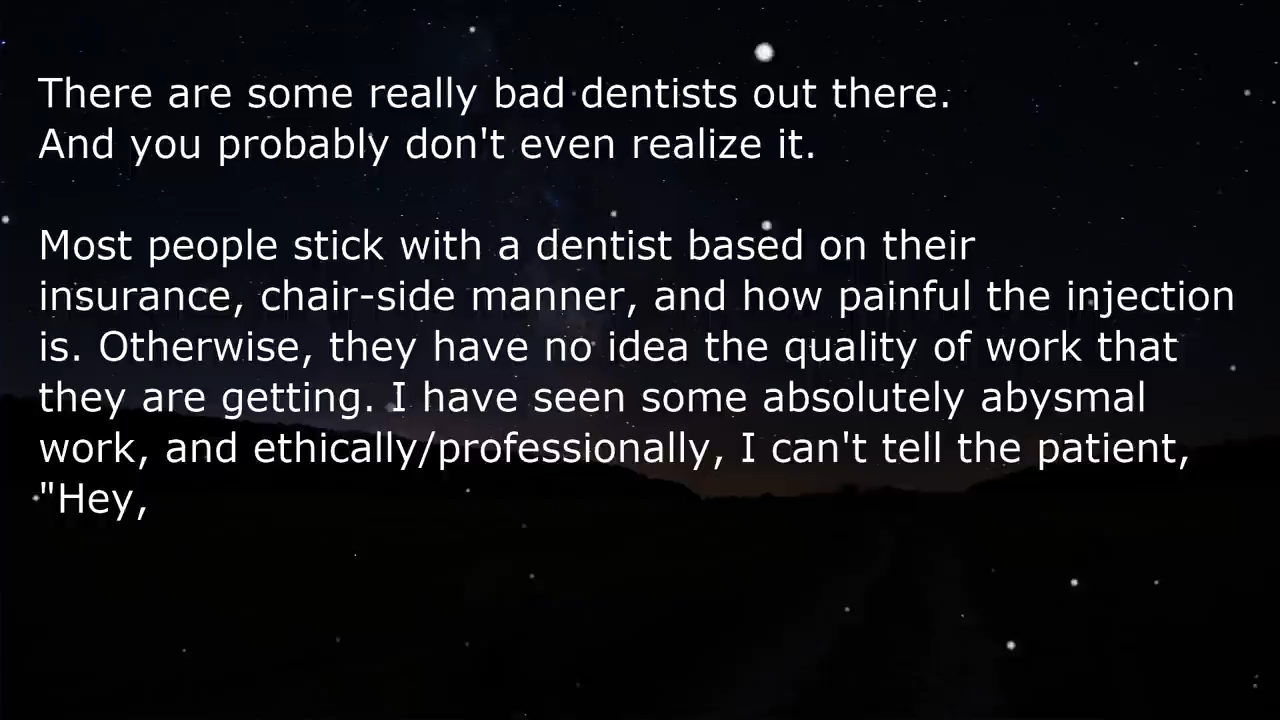 There are some really bad dentists out there.
And you probably don't even realize it.
Most people stick with a dentist based on their
insurance, chair-side manner, and how painful the injection
is. Otherwise, they have no idea the quality of work that
they are getting. I have seen some absolutely abysmal
work, and ethically/professionally, I can't tell the patient,
"Hey,